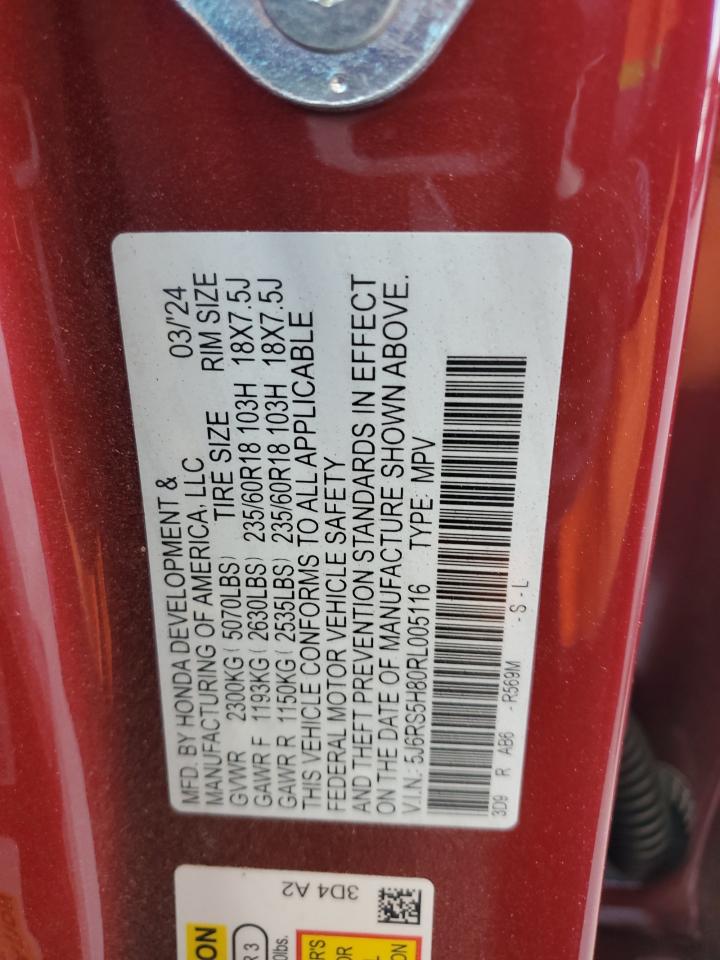 MFD. BY HONDA DEVELOPMENT & 03/'24
MANUFACTURING OF AMERICA, LLC TIRE SIZE RIM SIZE
GVWR 2300KG( 5070LBS)
GAWR F 1193KG( 2630LBS) 235/60R18 103H 18X7.5J
GAWR R 1150KG( 2535LBS) 235/60R18 103H 18X7.5J
THIS VEHICLE CONFORMS TO ALL APPLICABLE
FEDERAL MOTOR VEHICLE SAFETY
AND THEFT PREVENTION STANDARDS IN EFFECT
ON THE DATE OF MANUFACTURE SHOWN ABOVE.
V.I.N.: 5J6RS5H80RL005116 TYPE: MPV
3D9 R AB6 -R569M -S-L
3D4 A2